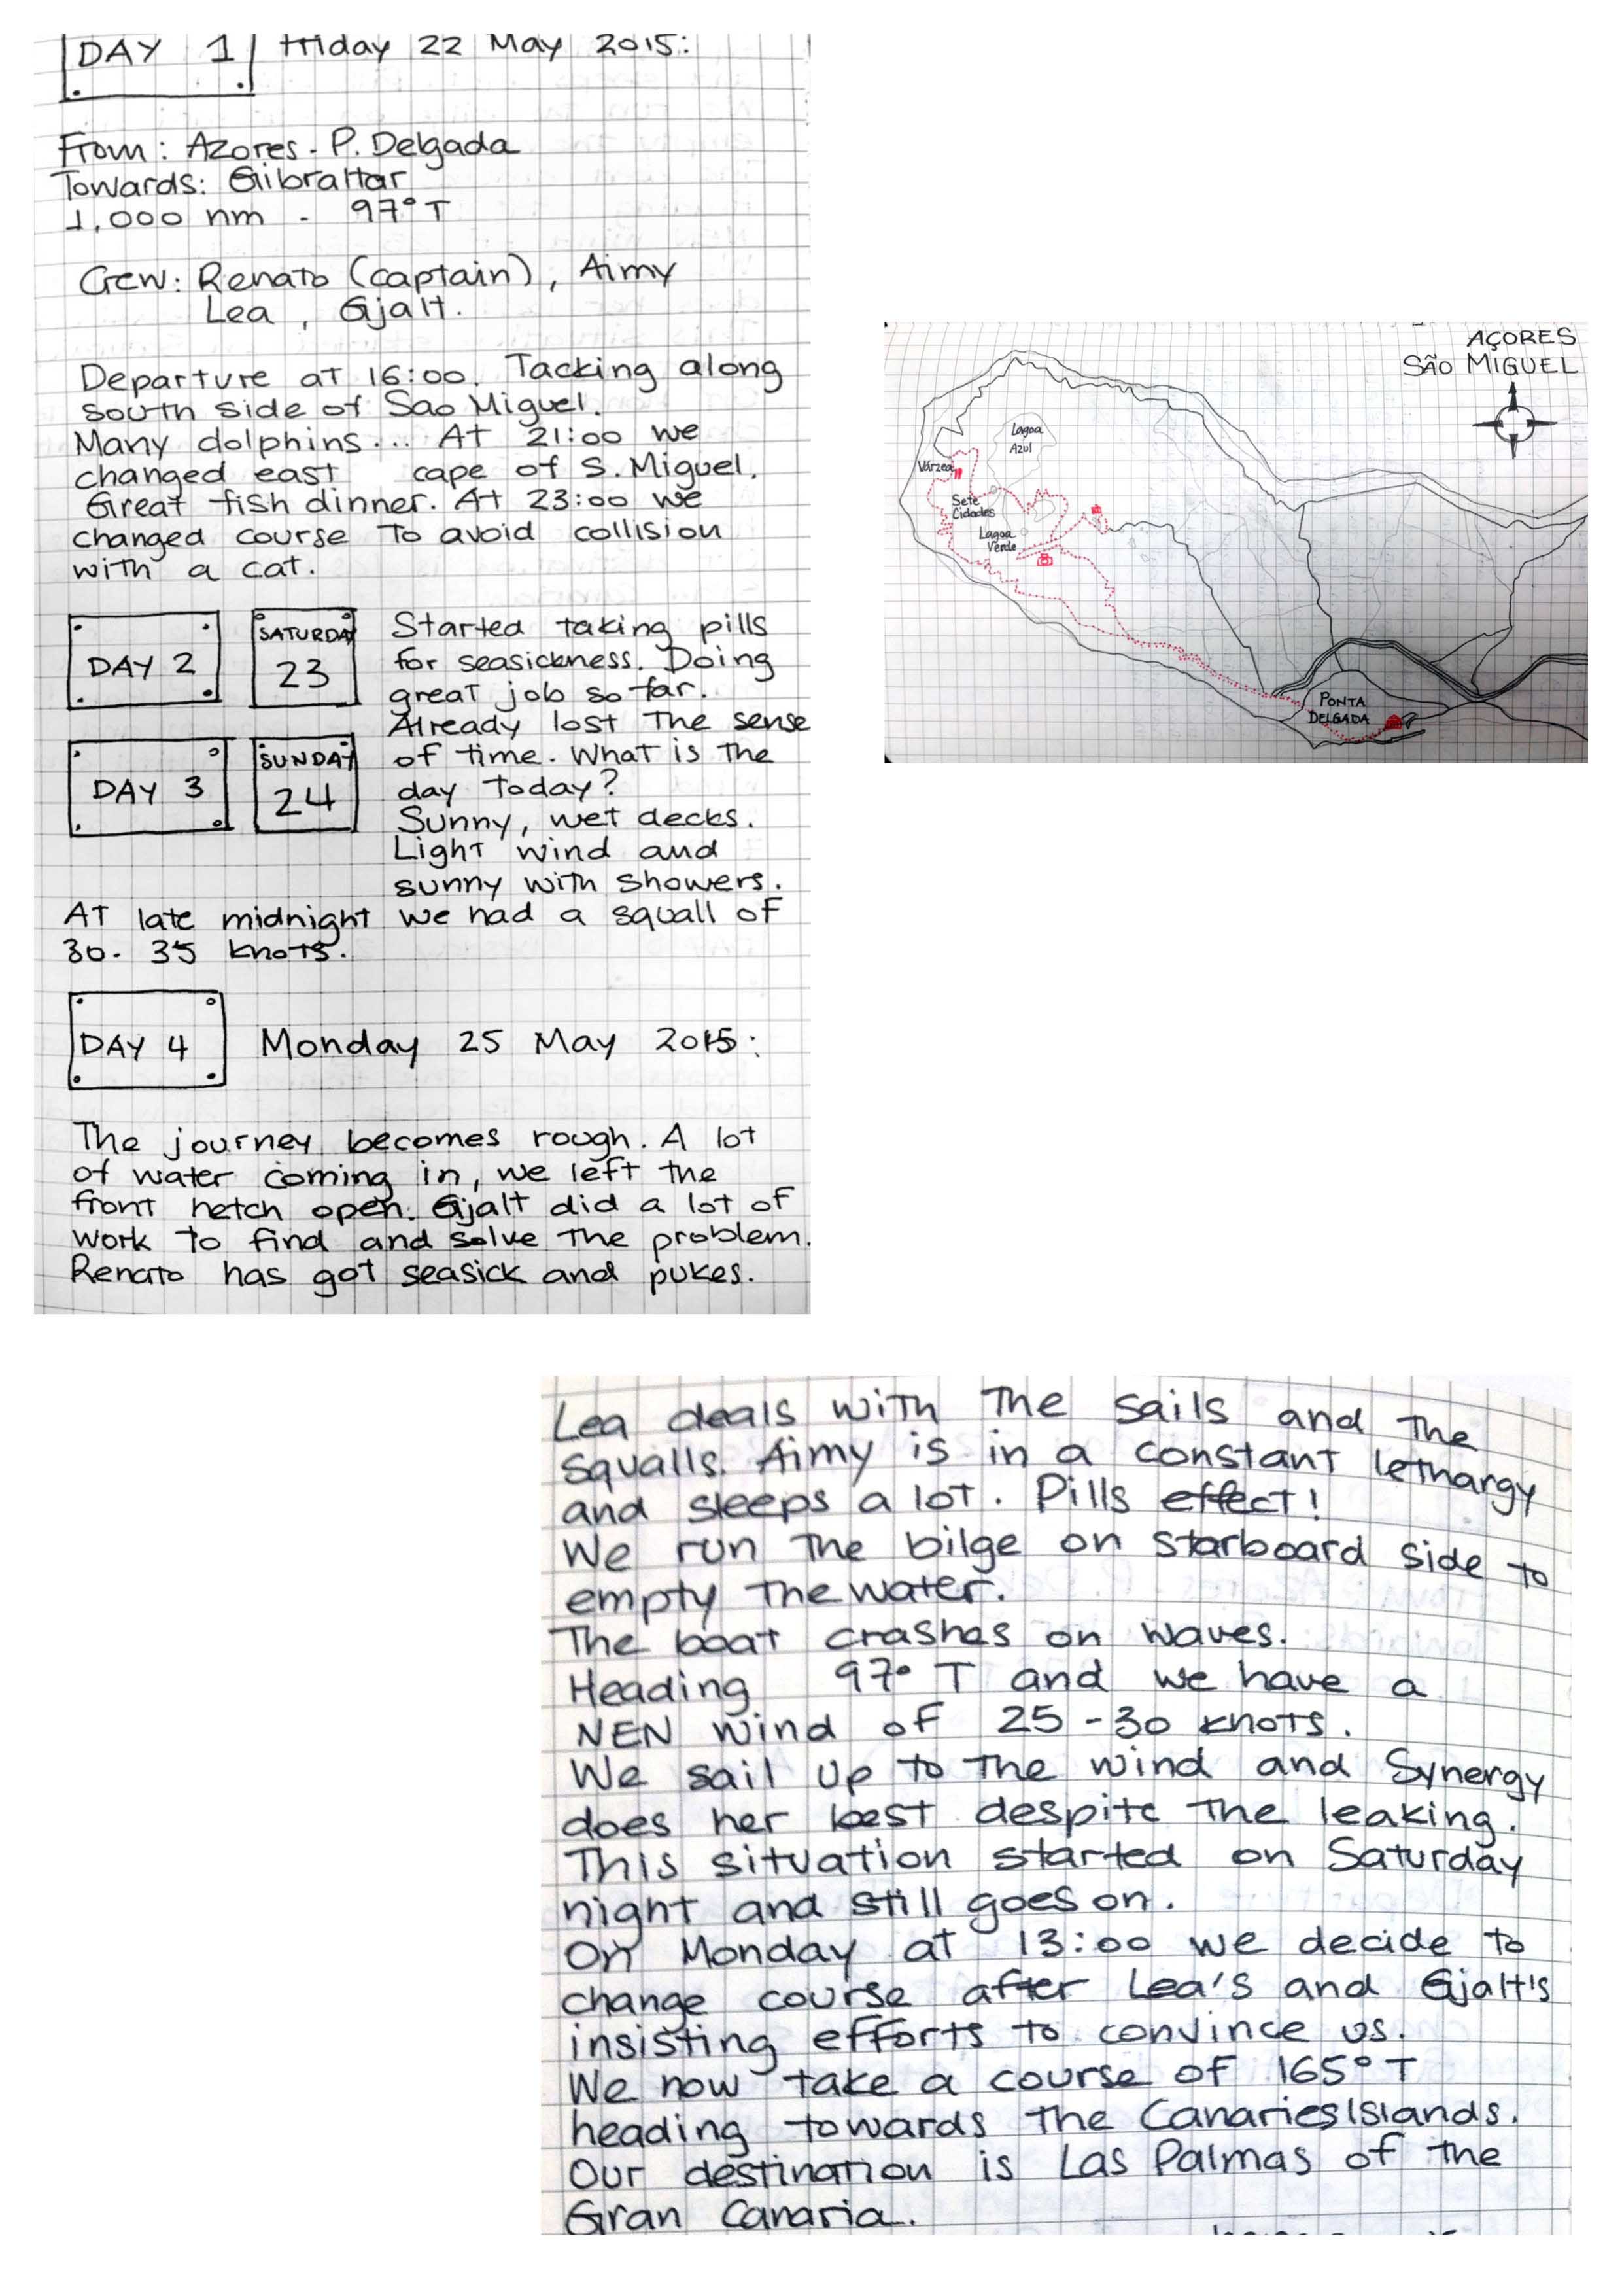 DAY 1 Friday 22 May 2015:
From: Azores - P. Delgada
Towards: Gibraltar
1,000 nm - 97° T
Crew: Renato (captain), Aimy
Lea, Gjalt.
Departure at 16:00. Tacking along
south side of Sao Miguel.
Many dolphins... At 21:00 we
changed east cape of S. Miguel.
Great fish dinner. At 23:00 we
changed course to avoid collision
with a cat.
DAY 2
SATURDAY
23
DAY 3
SUNDAY
24
Started taking pills
for seasickness. Doing
great job so far.
Already lost the sense
of time. What is the
day today?
Sunny, wet decks.
Light wind and
sunny with showers.
At late midnight we had a squall of
30-35 knots.
DAY 4 Monday 25 May 2015:
The journey becomes rough. A lot
of water coming in, we left the
front hetch open. Gjalt did a lot of
work to find and solve the problem.
Renato has got seasick and pukes.
AÇORES
SÃO MIGUEL
Lagoa
Azul
Várzea
Sete
Cidades
Lagoa
Verde
PONTA
DELGADA
Lea deals with the sails and the
squalls. Aimy is in a constant lethargy
and sleeps a lot. Pills effect!
We run the bilge on starboard side to
empty the water.
The boat crashes on waves.
Heading 97° T and we have a
NEN wind of 25-30 knots.
We sail up to the wind and Synergy
does her best despite the leaking.
This situation started on Saturday
night and still goes on.
On Monday at 13:00 we decide to
change course after Lea's and Gjalt's
insisting efforts to convince us.
We now take a course of 165° T
heading towards the Canaries Islands.
Our destination is Las Palmas of the
Gran Canaria.